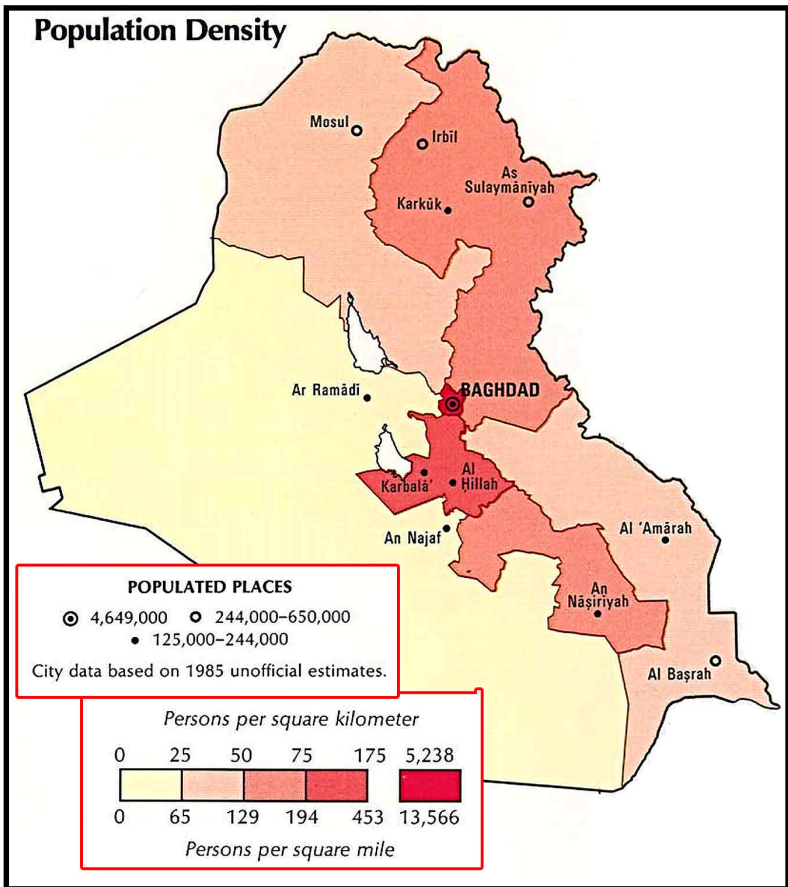 Population Density
Mosul
Irbīl
As
Sulaymānīyah
Karkūk
Ar Ramādī
BAGHDAD
Karbalā’
Al
Ḥillah
An Najaf
Al ‘Amārah
An
Nāṣirīyah
Al Baṣrah
POPULATED PLACES
4,649,000 244,000–650,000
125,000–244,000
City data based on 1985 unofficial estimates.
Persons per square kilometer
0 25 50 75 175 5,238
0 65 129 194 453 13,566
Persons per square mile